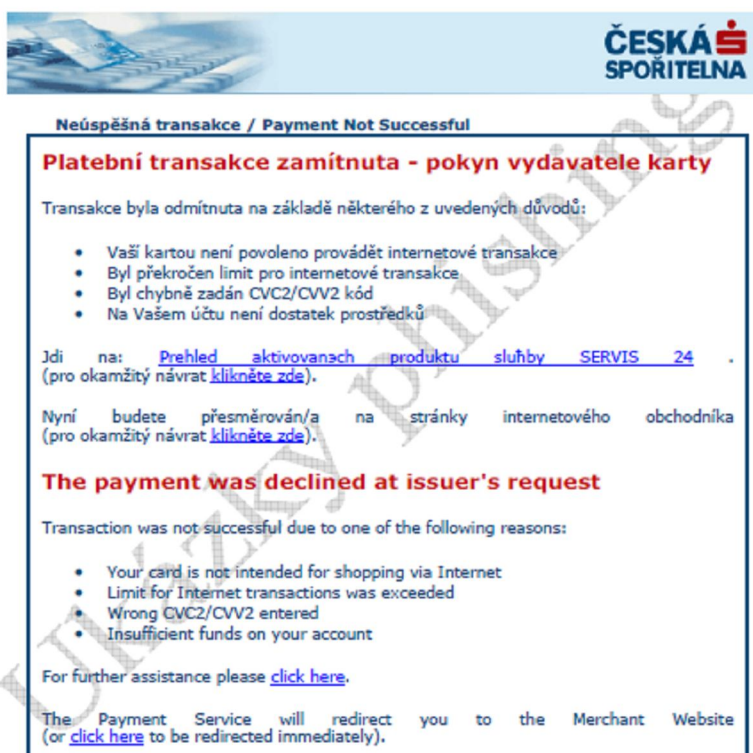 ČESKÁ
SPOŘITELNA
Neúspěšná transakce / Payment Not Successful
Platební transakce zamítnuta - pokyn vydavatele karty
Transakce byla odmítnuta na základě některého z uvedených důvodů:
• Vaší kartou není povoleno provádět internetové transakce
• Byl překročen limit pro internetové transakce
• Byl chybně zadán CVC2/CVV2 kód
• Na Vašem účtu není dostatek prostředků
Jdi na: Prehled aktivovanach produktu sluħby SERVIS 24 .
(pro okamžitý návrat klikněte zde).
Nyní budete přesměrován/a na stránky internetového obchodníka
(pro okamžitý návrat klikněte zde).
The payment was declined at issuer's request
Transaction was not successful due to one of the following reasons:
• Your card is not intended for shopping via Internet
• Limit for Internet transactions was exceeded
• Wrong CVC2/CVV2 entered
• Insufficient funds on your account
For further assistance please click here.
The Payment Service will redirect you to the Merchant Website
(or click here to be redirected immediately).
Ukázky phishing